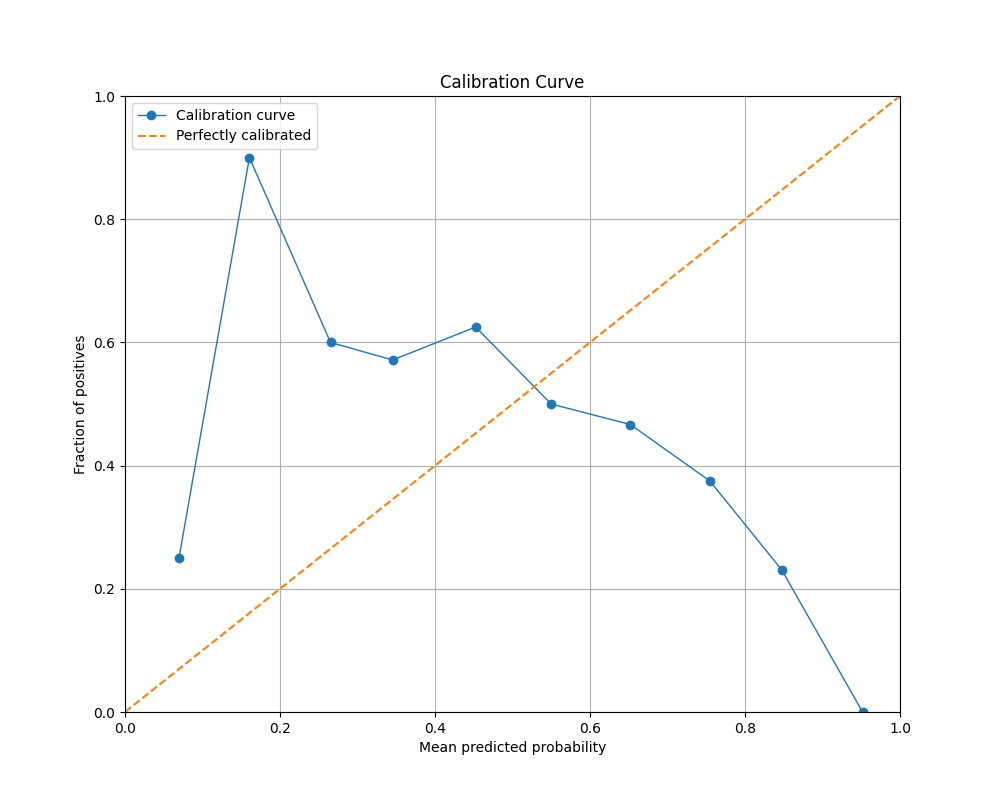 Calibration Curve
Calibration curve
Perfectly calibrated
1.0
0.8
0.6
0.4
0.2
0.0
Fraction of positives
0.0 0.2 0.4 0.6 0.8 1.0
Mean predicted probability